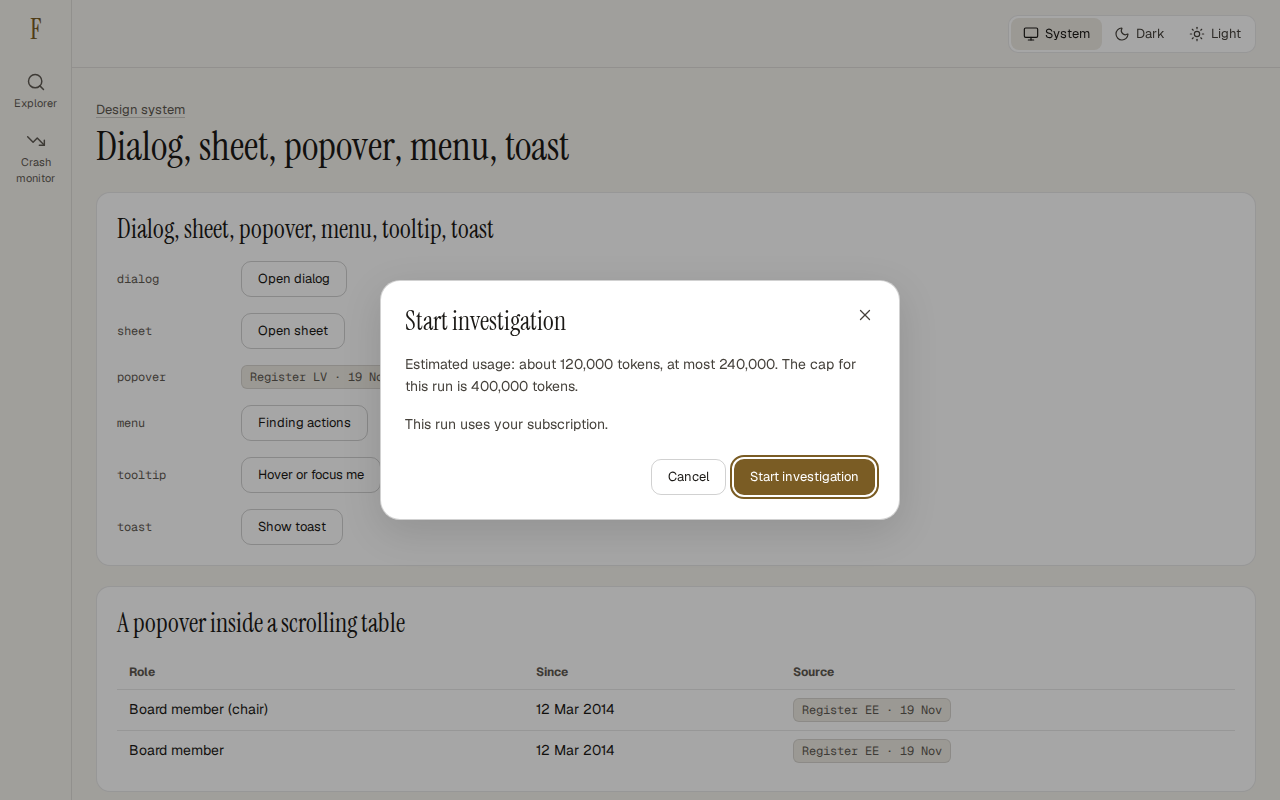 F
System
Dark
Light
Explorer
Crash
monitor
Design system
Dialog, sheet, popover, menu, toast
Dialog, sheet, popover, menu, tooltip, toast
dialog
Open dialog
sheet
Open sheet
popover
Register LV · 19 No
menu
Finding actions
tooltip
Hover or focus me
toast
Show toast
Start investigation
Estimated usage: about 120,000 tokens, at most 240,000. The cap for
this run is 400,000 tokens.
This run uses your subscription.
Cancel
Start investigation
A popover inside a scrolling table
Role
Since
Source
Board member (chair)
12 Mar 2014
Register EE · 19 Nov
Board member
12 Mar 2014
Register EE · 19 Nov